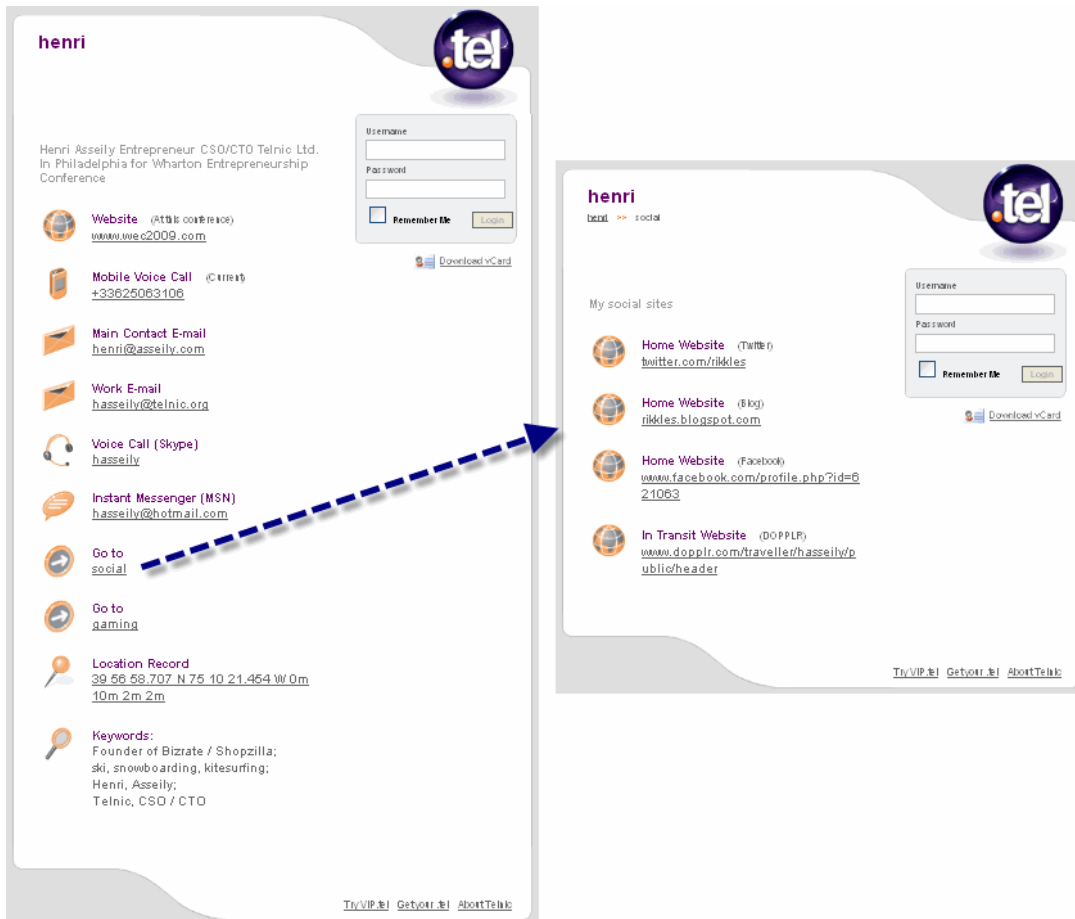 henri
.tel
Henri Asseily Entrepreneur CSO/CTO Telnic Ltd.
In Philadelphia for Wharton Entrepreneurship
Conference
Username
Password
Remember Me
Login
Download vCard
Website (At this conference)
www.wec2009.com
Mobile Voice Call (Current)
+33625063106
Main Contact E-mail
henri@asseily.com
Work E-mail
hasseily@telnic.org
Voice Call (Skype)
hasseily
Instant Messenger (MSN)
hasseily@hotmail.com
Go to
social
Go to
gaming
Location Record
39 56 58.707 N 75 10 21.454 W 0m
10m 2m 2m
Keywords:
Founder of Bizrate / Shopzilla;
ski, snowboarding, kitesurfing;
Henri, Asseily;
Telnic, CSO / CTO
Try VIP.tel Get your .tel About Telnic
henri
henri >> social
.tel
My social sites
Username
Password
Remember Me
Login
Download vCard
Home Website (Twitter)
twitter.com/rikkles
Home Website (Blog)
rikkles.blogspot.com
Home Website (Facebook)
www.facebook.com/profile.php?id=6
21063
In Transit Website (DOPPLR)
www.dopplr.com/traveller/hasseily/p
ublic/header
Try VIP.tel Get your .tel About Telnic